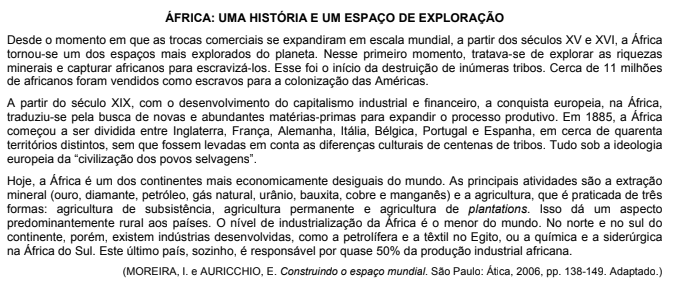 ÁFRICA: UMA HISTÓRIA E UM ESPAÇO DE EXPLORAÇÃO
Desde o momento em que as trocas comerciais se expandiram em escala mundial, a partir dos séculos XV e XVI, a África
tornou-se um dos espaços mais explorados do planeta. Nesse primeiro momento, tratava-se de explorar as riquezas
minerais e capturar africanos para escravizá-los. Esse foi o início da destruição de inúmeras tribos. Cerca de 11 milhões
de africanos foram vendidos como escravos para a colonização das Américas.
A partir do século XIX, com o desenvolvimento do capitalismo industrial e financeiro, a conquista europeia, na África,
traduziu-se pela busca de novas e abundantes matérias-primas para expandir o processo produtivo. Em 1885, a África
começou a ser dividida entre Inglaterra, França, Alemanha, Itália, Bélgica, Portugal e Espanha, em cerca de quarenta
territórios distintos, sem que fossem levadas em conta as diferenças culturais de centenas de tribos. Tudo sob a ideologia
europeia da “civilização dos povos selvagens”.
Hoje, a África é um dos continentes mais economicamente desiguais do mundo. As principais atividades são a extração
mineral (ouro, diamante, petróleo, gás natural, urânio, bauxita, cobre e manganês) e a agricultura, que é praticada de três
formas: agricultura de subsistência, agricultura permanente e agricultura de plantations. Isso dá um aspecto
predominantemente rural aos países. O nível de industrialização da África é o menor do mundo. No norte e no sul do
continente, porém, existem indústrias desenvolvidas, como a petrolífera e a têxtil no Egito, ou a química e a siderúrgica
na África do Sul. Este último país, sozinho, é responsável por quase 50% da produção industrial africana.
(MOREIRA, I. e AURICCHIO, E. Construindo o espaço mundial. São Paulo: Ática, 2006, pp. 138-149. Adaptado.)